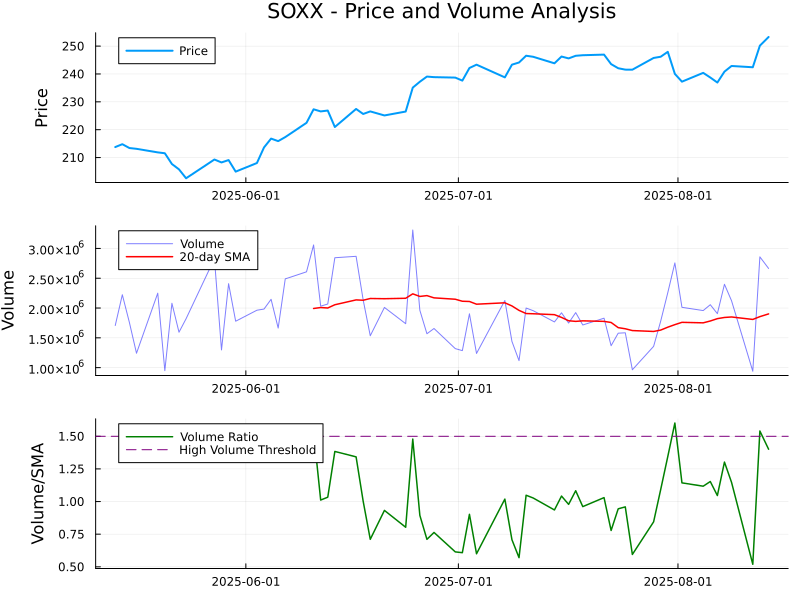 SOXX - Price and Volume Analysis
Price
250
240
230
220
210
Price
2025-06-01
2025-07-01
2025-08-01
Volume
3.00×10⁶
2.50×10⁶
2.00×10⁶
1.50×10⁶
1.00×10⁶
Volume
20-day SMA
2025-06-01
2025-07-01
2025-08-01
Volume/SMA
1.50
1.25
1.00
0.75
0.50
Volume Ratio
High Volume Threshold
2025-06-01
2025-07-01
2025-08-01